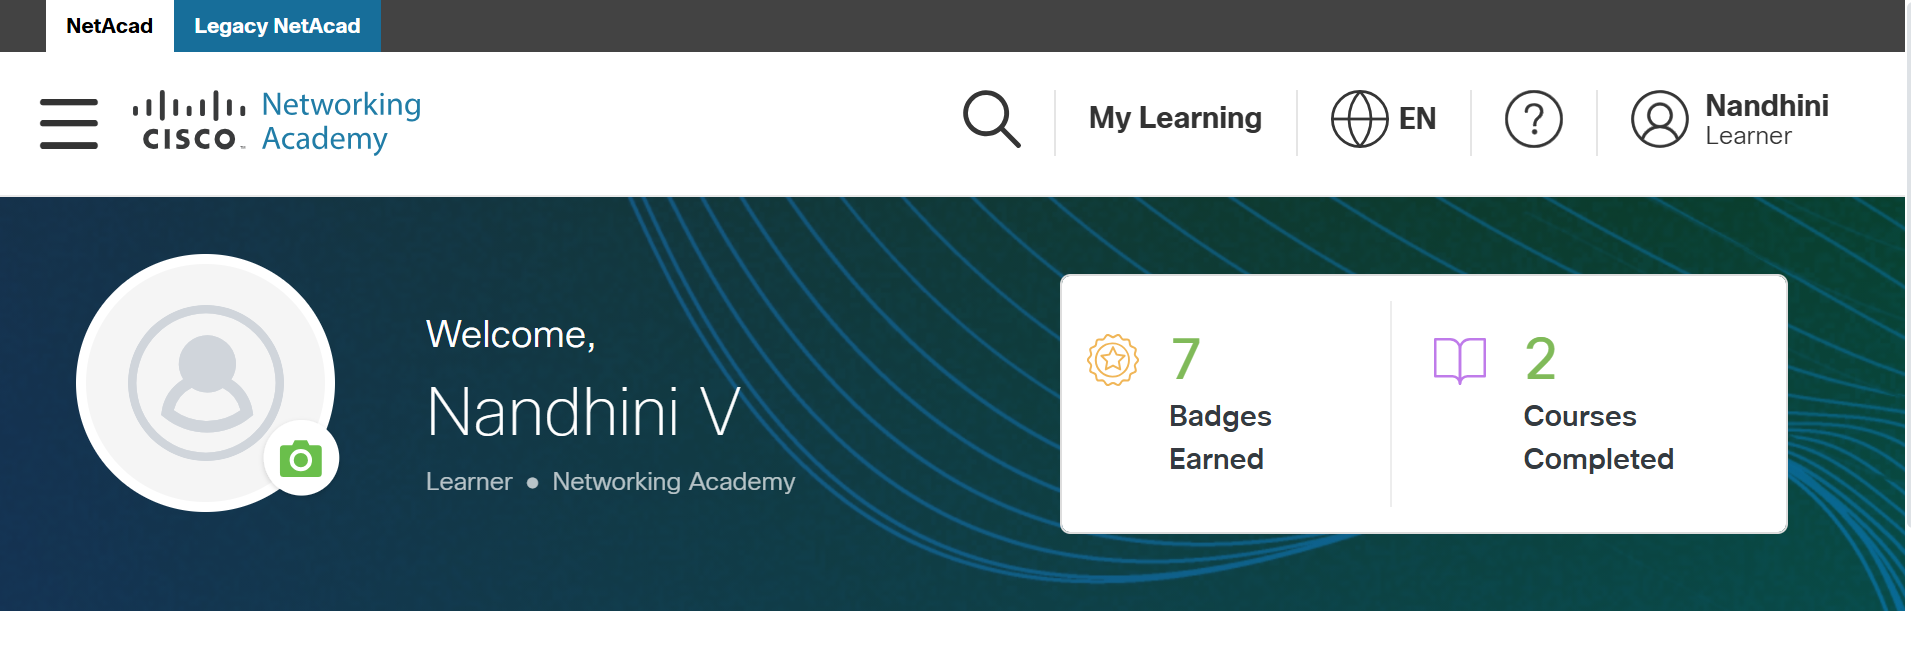 NetAcad
Legacy NetAcad
CISCO
Networking
Academy
My Learning
EN
?
Nandhini
Learner
Welcome,
Nandhini V
Learner ● Networking Academy
7
Badges
Earned
2
Courses
Completed